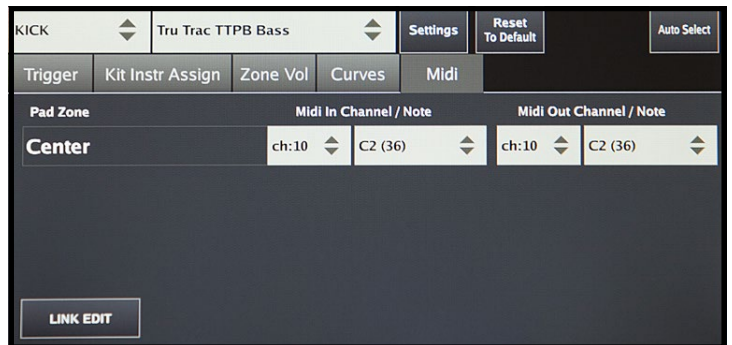 KICK Tru Trac TTPB Bass Settings Reset To Default Auto Select
Trigger Kit Instr Assign Zone Vol Curves Midi
Pad Zone Midi In Channel / Note Midi Out Channel / Note
Center ch:10 C2 (36) ch:10 C2 (36)
LINK EDIT